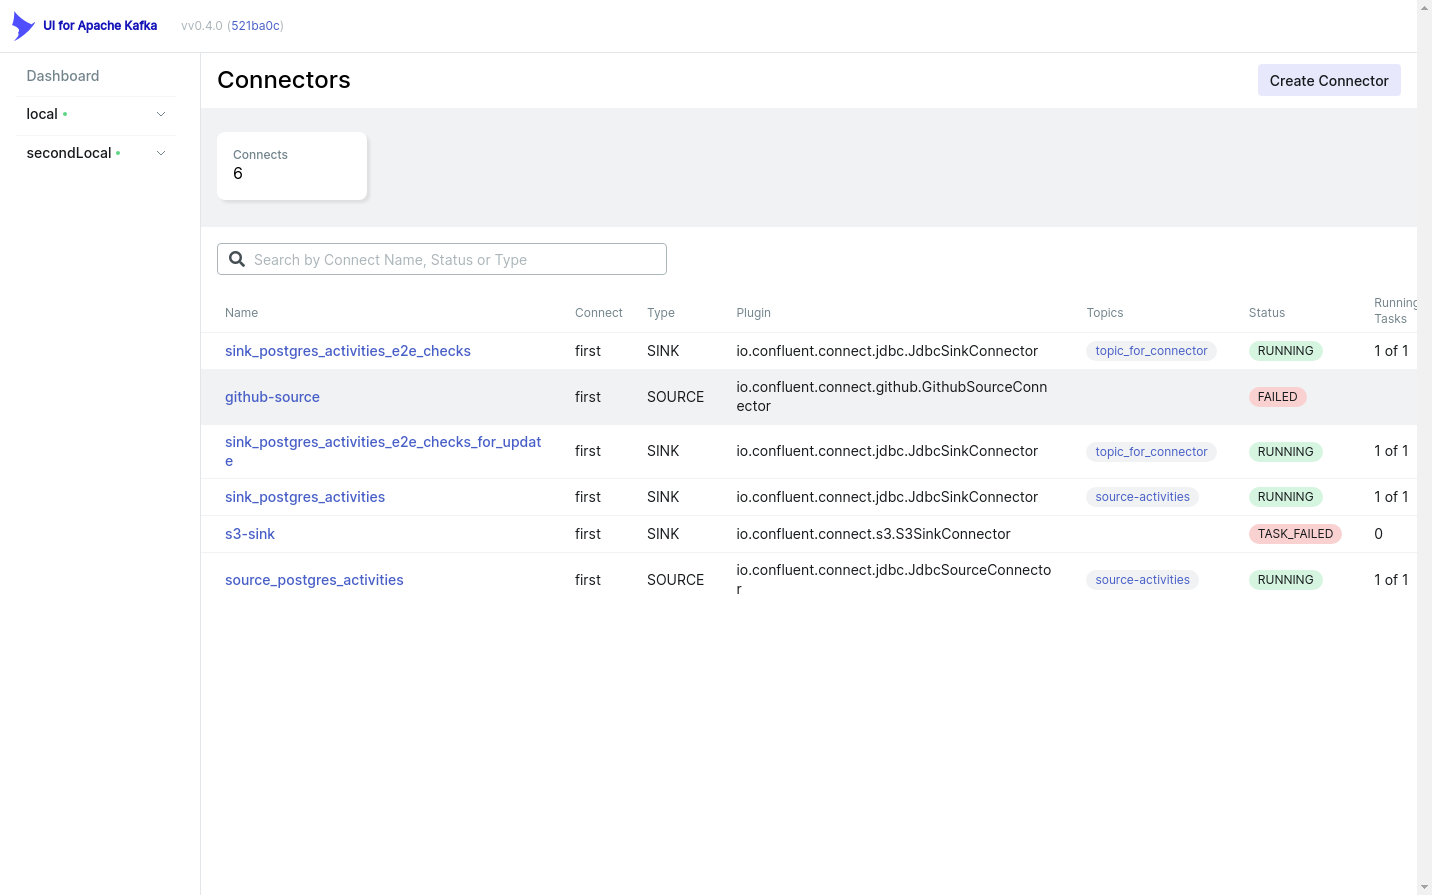 UI for Apache Kafka vv0.4.0 (521ba0c)
Dashboard
local
secondLocal
Connectors
Create Connector
Connects
6
Search by Connect Name, Status or Type
Name Connect Type Plugin Topics Status Running
Tasks
sink_postgres_activities_e2e_checks first SINK io.confluent.connect.jdbc.JdbcSinkConnector topic_for_connector RUNNING 1 of 1
github-source first SOURCE io.confluent.connect.github.GithubSourceConn
ector FAILED
sink_postgres_activities_e2e_checks_for_updat
e first SINK io.confluent.connect.jdbc.JdbcSinkConnector topic_for_connector RUNNING 1 of 1
sink_postgres_activities first SINK io.confluent.connect.jdbc.JdbcSinkConnector source-activities RUNNING 1 of 1
s3-sink first SINK io.confluent.connect.s3.S3SinkConnector TASK_FAILED 0
source_postgres_activities first SOURCE io.confluent.connect.jdbc.JdbcSourceConnecto
r source-activities RUNNING 1 of 1